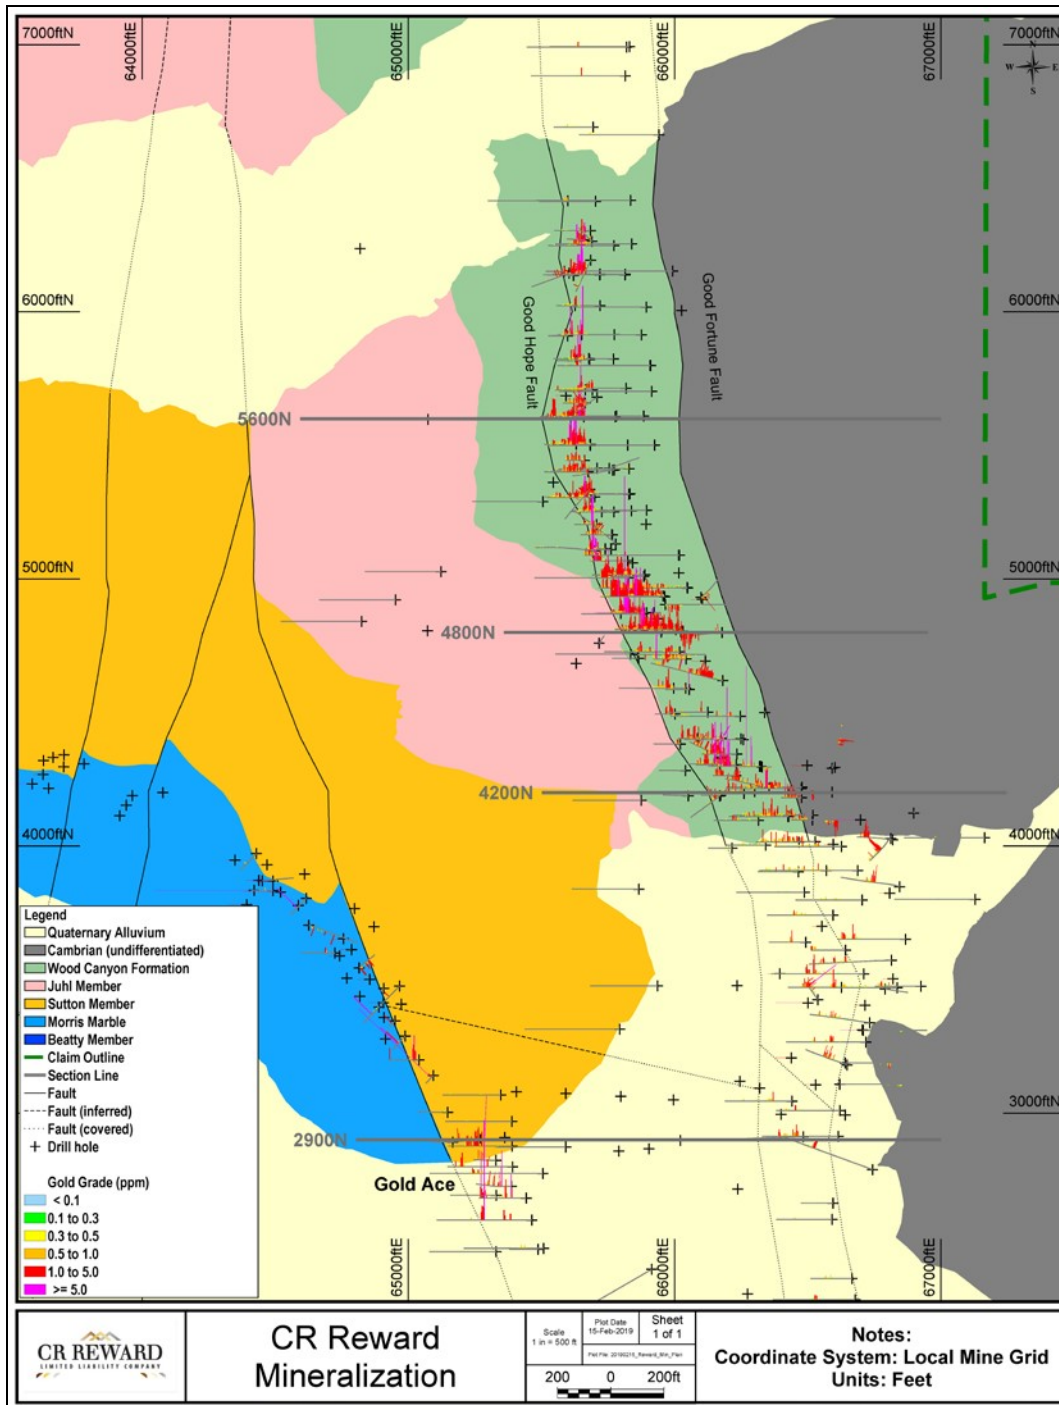 7000ftN
64000ftE
65000ftE
66000ftE
67000ftE
7000ftN
N
W E
S
6000ftN
Good Hope Fault
Good Fortune Fault
6000ftN
5600N
5000ftN
5000ftN
4800N
4200N
4000ftN
4000ftN
Legend
Quaternary Alluvium
Cambrian (undifferentiated)
Wood Canyon Formation
Juhl Member
Sutton Member
Morris Marble
Beatty Member
Claim Outline
Section Line
Fault
Fault (inferred)
Fault (covered)
Drill hole
Gold Grade (ppm)
< 0.1
0.1 to 0.3
0.3 to 0.5
0.5 to 1.0
1.0 to 5.0
>= 5.0
3000ftN
2900N
Gold Ace
65000ftE
66000ftE
67000ftE
CR REWARD
LIMITED LIABILITY COMPANY
CR Reward
Mineralization
Scale
1 in = 500 ft
Plot Date
15-Feb-2019
Sheet
1 of 1
200 0 200ft
Notes:
Coordinate System: Local Mine Grid
Units: Feet